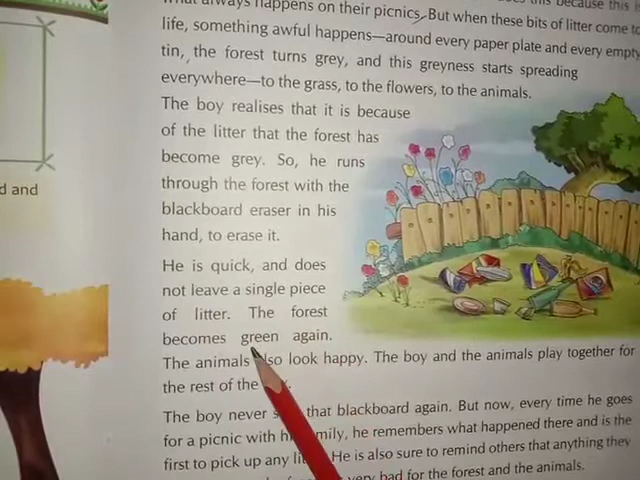 What always happens on their picnics. But when these bits of litter come to
life, something awful happens—around every paper plate and every empty
tin, the forest turns grey, and this greyness starts spreading
everywhere—to the grass, to the flowers, to the animals.
The boy realises that it is because
of the litter that the forest has
become grey. So, he runs
through the forest with the
blackboard eraser in his
hand, to erase it.
d and
He is quick, and does
not leave a single piece
of litter. The forest
becomes green again.
The animals also look happy. The boy and the animals play together for
the rest of the
The boy never that blackboard again. But now, every time he goes
for a picnic with family, he remembers what happened there and is the
first to pick up any He is also sure to remind others that anything they
very bad for the forest and the animals.